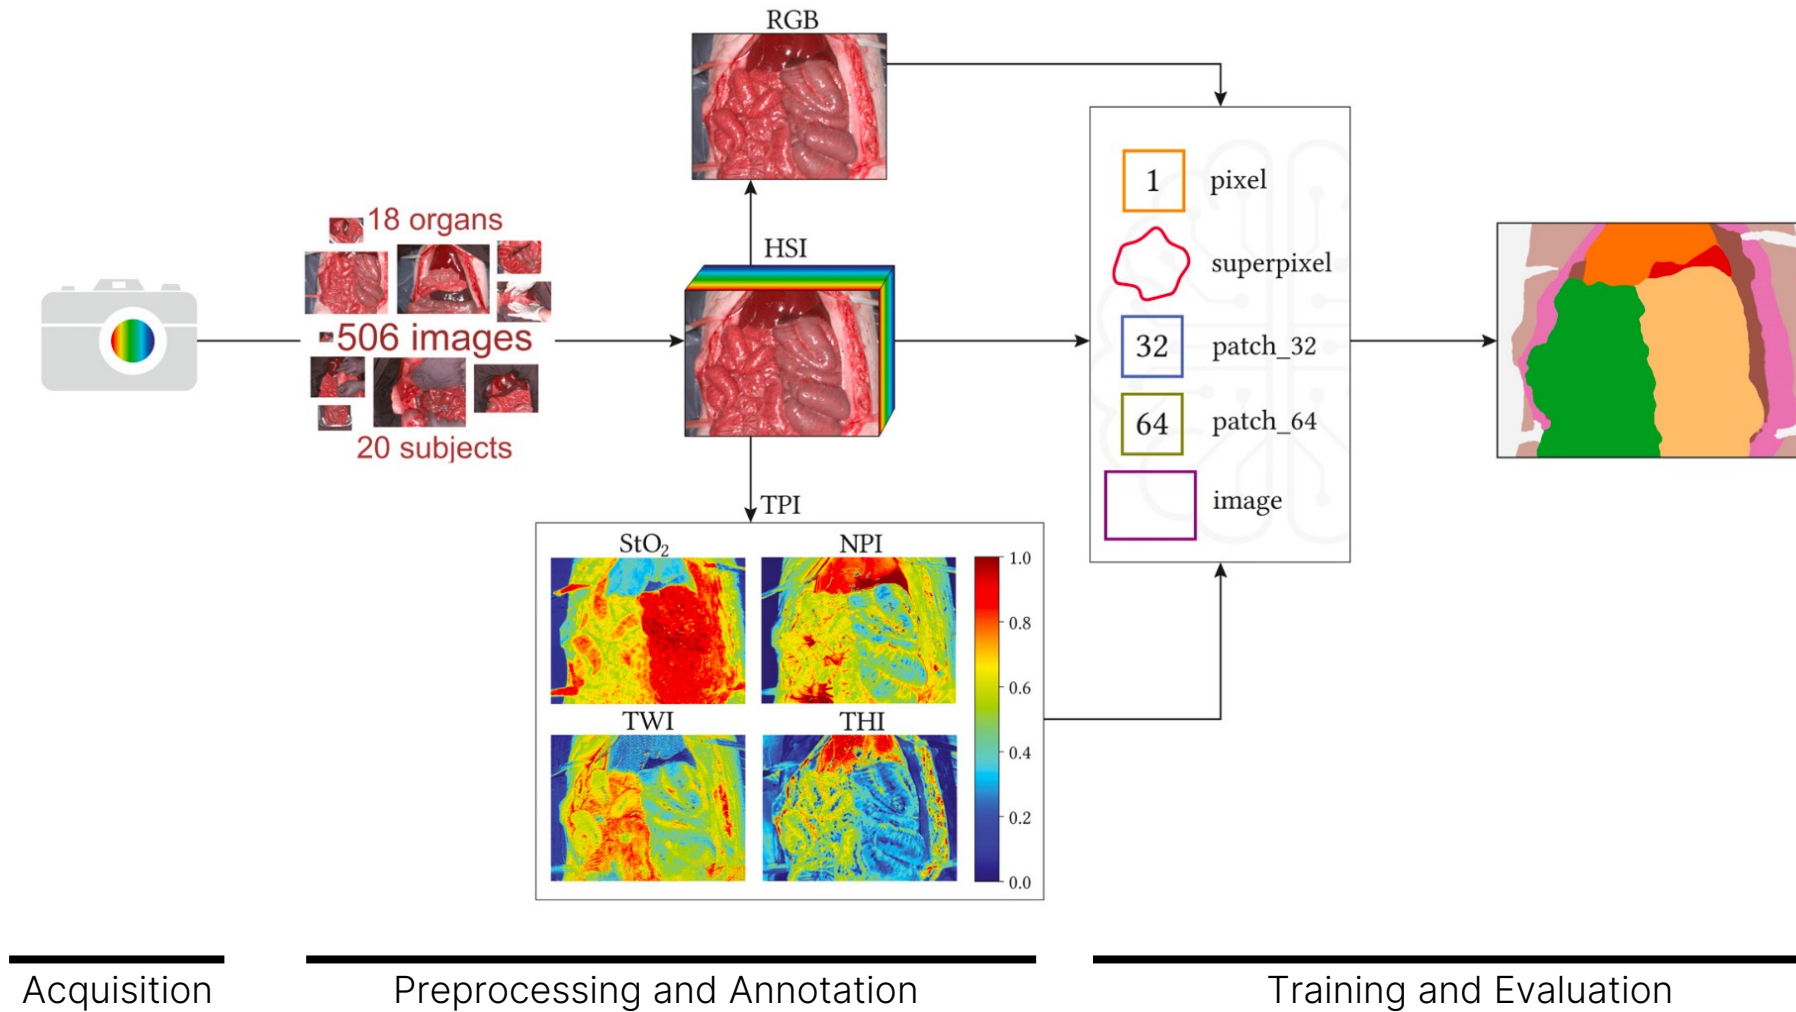 RGB
18 organs
506 images
20 subjects
HSI
TPI
StO₂
NPI
TWI
THI
1.0
0.8
0.6
0.4
0.2
0.0
1 pixel
superpixel
32 patch_32
64 patch_64
image
Acquisition
Preprocessing and Annotation
Training and Evaluation